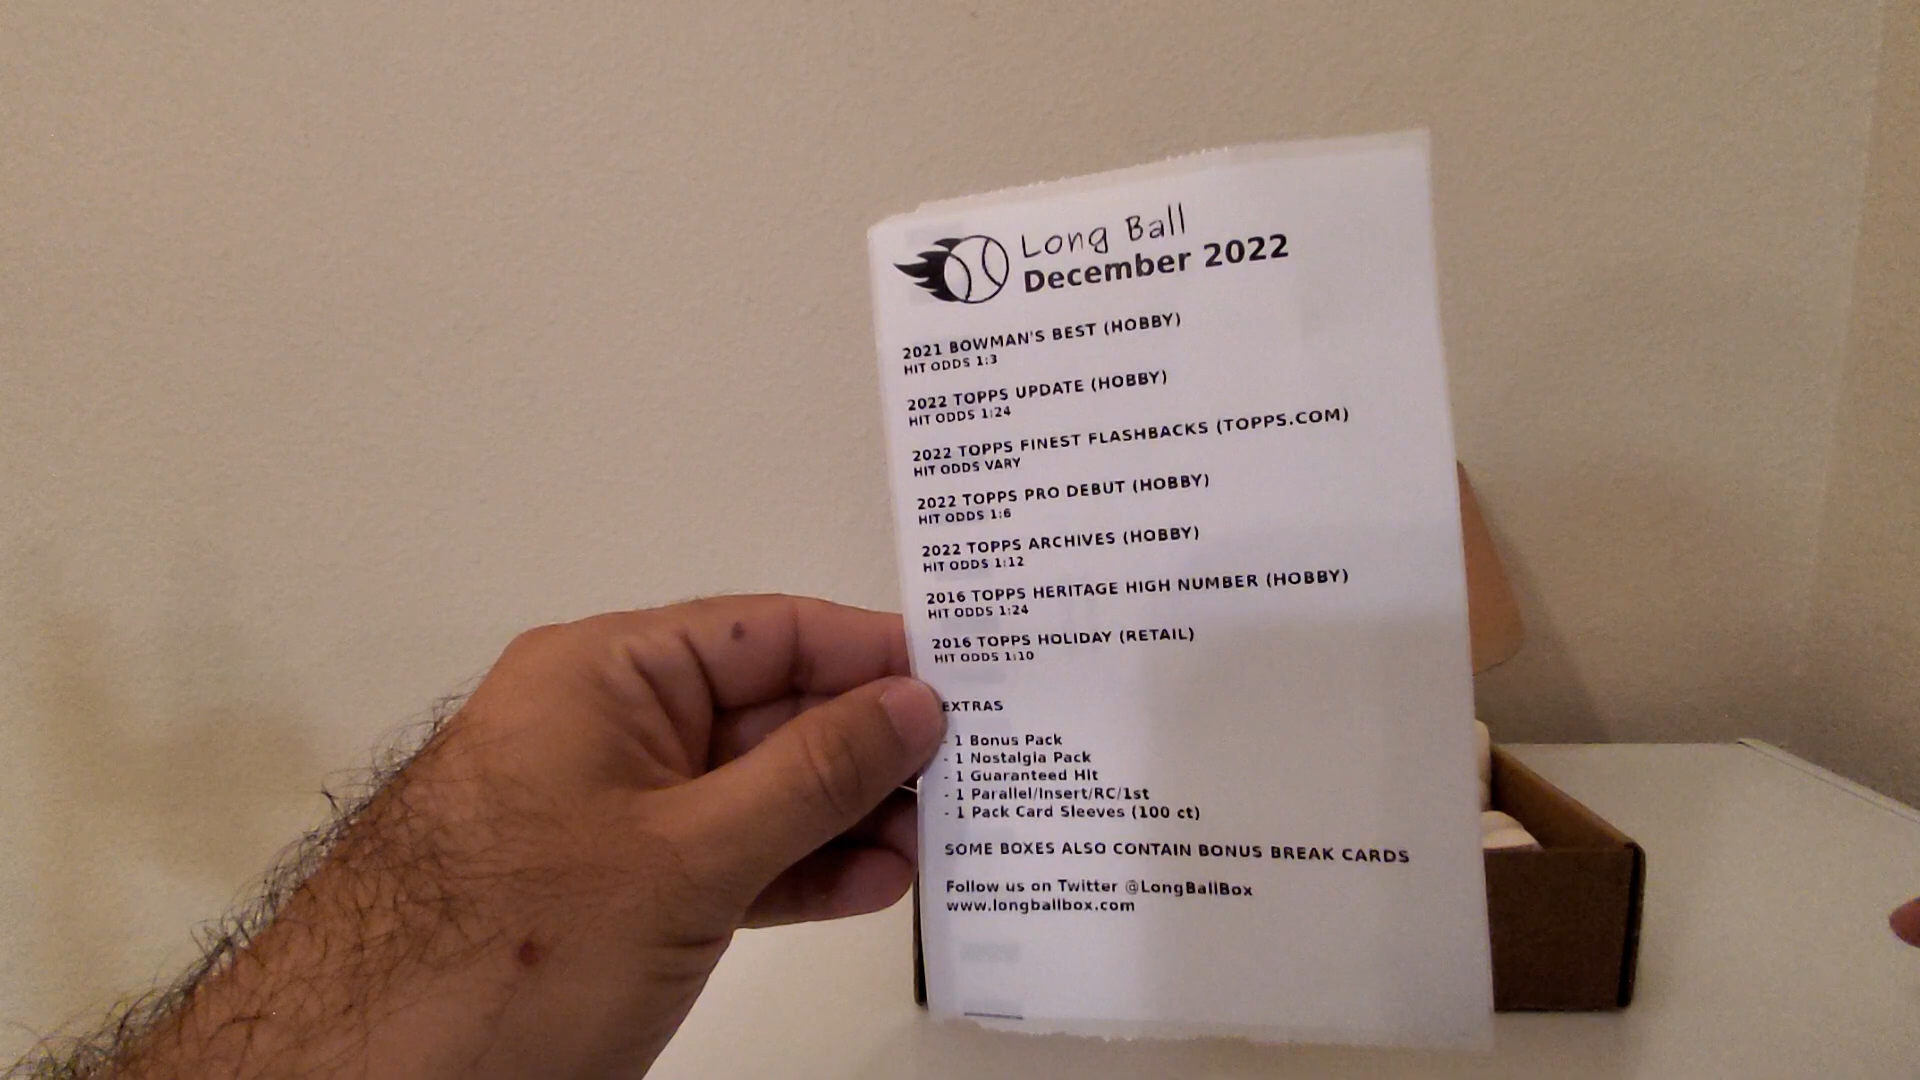 Long Ball
December 2022
2021 BOWMAN'S BEST (HOBBY)
HIT ODDS 1:3
2022 TOPPS UPDATE (HOBBY)
HIT ODDS 1:24
2022 TOPPS FINEST FLASHBACKS (TOPPS.COM)
HIT ODDS VARY
2022 TOPPS PRO DEBUT (HOBBY)
HIT ODDS 1:6
2022 TOPPS ARCHIVES (HOBBY)
HIT ODDS 1:12
2016 TOPPS HERITAGE HIGH NUMBER (HOBBY)
HIT ODDS 1:24
2016 TOPPS HOLIDAY (RETAIL)
HIT ODDS 1:10
EXTRAS
- 1 Bonus Pack
- 1 Nostalgia Pack
- 1 Guaranteed Hit
- 1 Parallel/Insert/RC/1st
- 1 Pack Card Sleeves (100 ct)
SOME BOXES ALSO CONTAIN BONUS BREAK CARDS
Follow us on Twitter @LongBallBox
www.longballbox.com